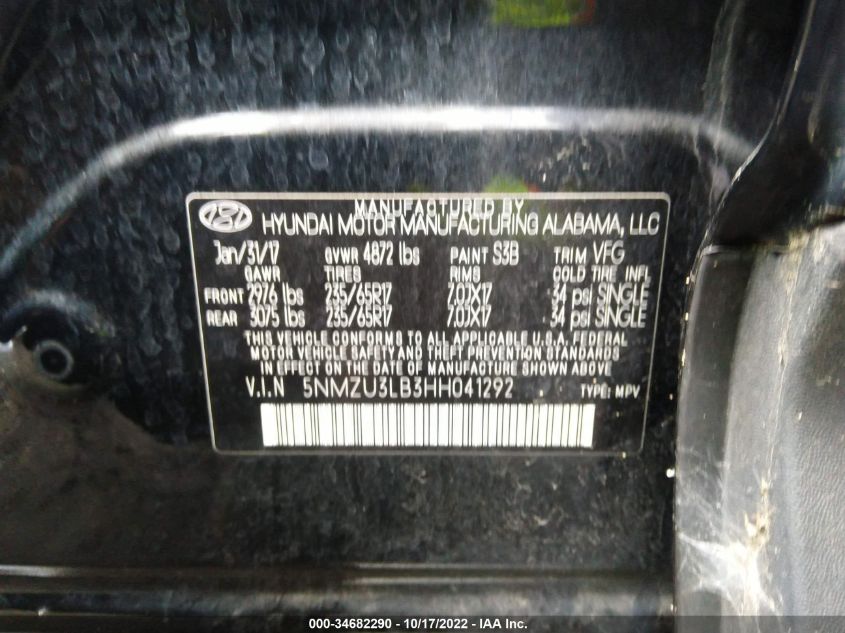 MANUFACTURED BY
HYUNDAI MOTOR MANUFACTURING ALABAMA, LLC
Jan/31/17 GVWR 4872 lbs PAINT S3B TRIM VFG
GAWR TIRES RIMS COLD TIRE INFL
FRONT 2976 lbs 235/65R17 7.0JX17 34 psi SINGLE
REAR 3075 lbs 235/65R17 7.0JX17 34 psi SINGLE
THIS VEHICLE CONFORMS TO ALL APPLICABLE U.S.A. FEDERAL
MOTOR VEHICLE SAFETY AND THEFT PREVENTION STANDARDS
IN EFFECT ON THE DATE OF MANUFACTURE SHOWN ABOVE.
V.I.N 5NMZU3LB3HH041292 TYPE: MPV
000-34682290 - 10/17/2022 - IAA Inc.